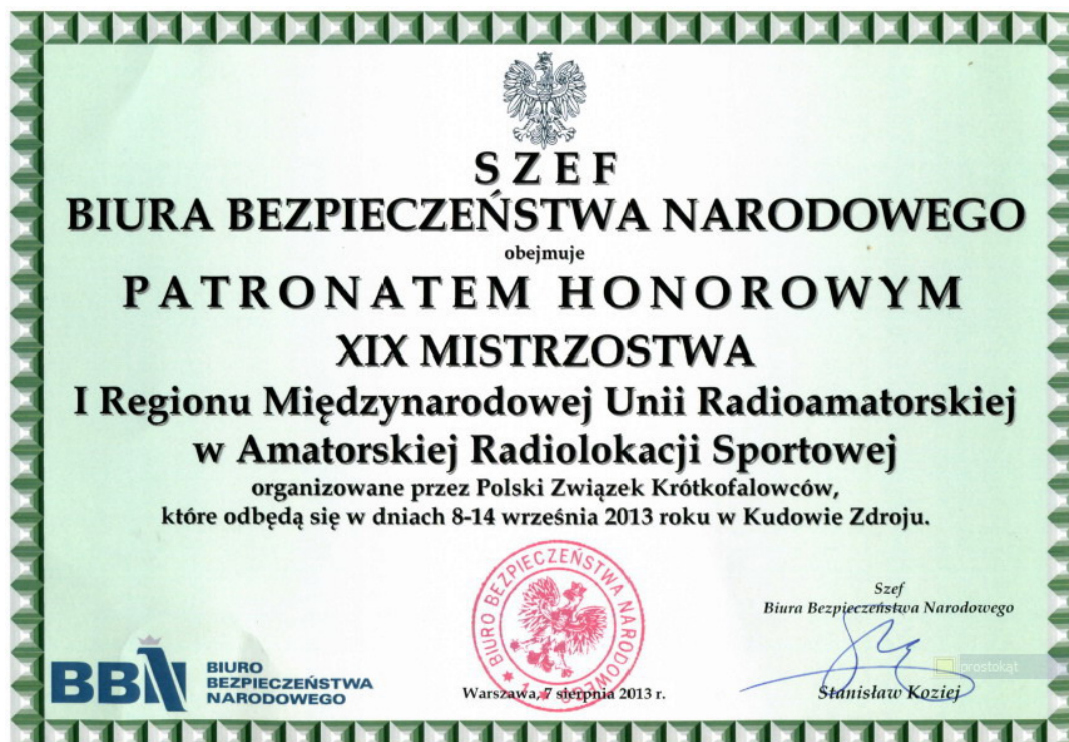 SZEF
BIURA BEZPIECZEŃSTWA NARODOWEGO
obejmuje
PATRONATEM HONOROWYM
XIX MISTRZOSTWA
I Regionu Międzynarodowej Unii Radioamatorskiej
w Amatorskiej Radiolokacji Sportowej
organizowane przez Polski Związek Krótkofalowców,
które odbędą się w dniach 8-14 września 2013 roku w Kudowie Zdroju.
BIURO BEZPIECZEŃSTWA NARODOWEGO
* 1 *
Szef
Biura Bezpieczeństwa Narodowego
prostokąt
Stanisław Koziej
Warszawa, 7 sierpnia 2013 r.
BBN
BIURO
BEZPIECZEŃSTWA
NARODOWEGO